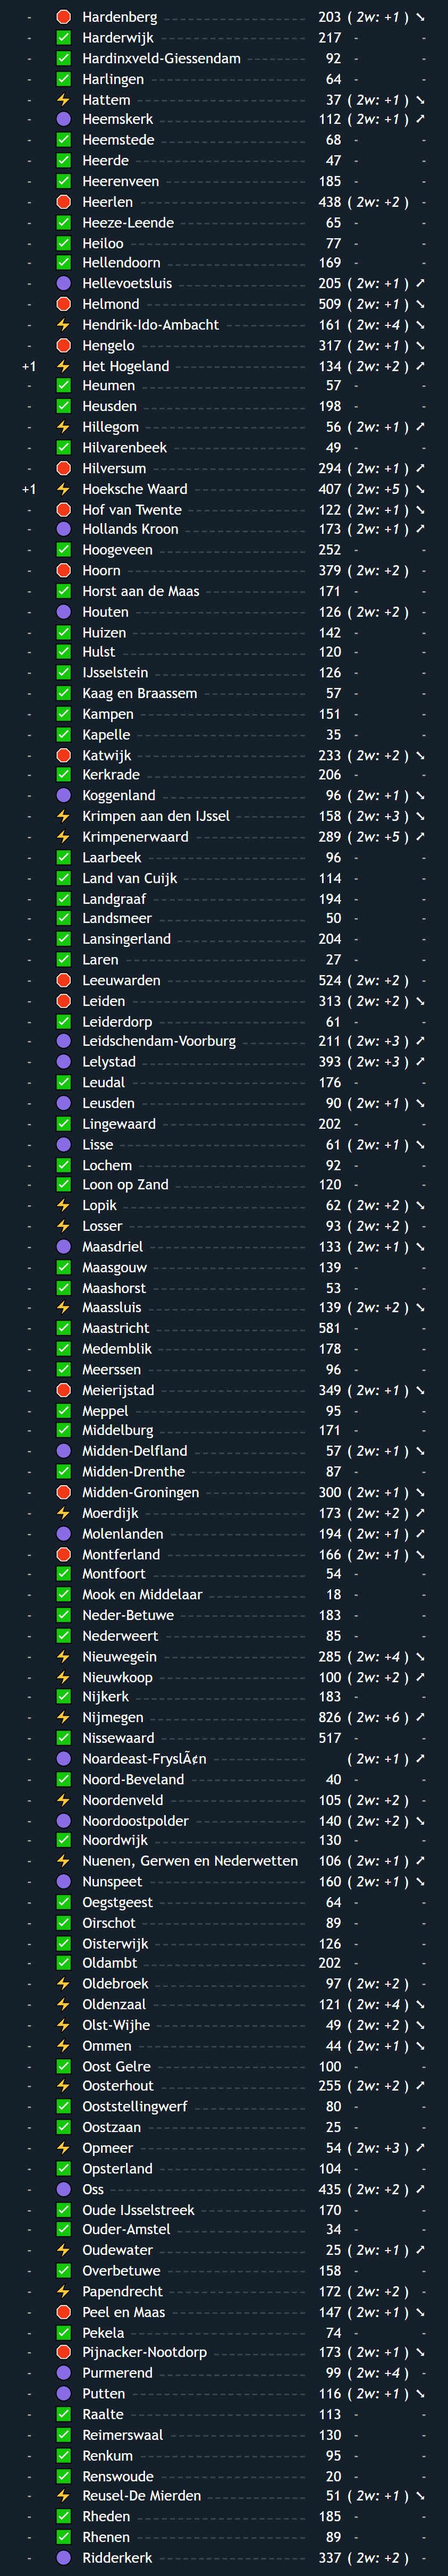 - 🛑 Hardenberg 203 ( 2w: +1 ) ➘
- ✅ Harderwijk 217 - -
- ✅ Hardinxveld-Giessendam 92 - -
- ✅ Harlingen 64 - -
- ⚡ Hattem 37 ( 2w: +1 ) ➘
- 🟣 Heemskerk 112 ( 2w: +1 ) ➚
- ✅ Heemstede 68 - -
- ✅ Heerde 47 - -
- ✅ Heerenveen 185 - -
- 🛑 Heerlen 438 ( 2w: +2 ) -
- ✅ Heeze-Leende 65 - -
- ✅ Heiloo 77 - -
- ✅ Hellendoorn 169 - -
- 🟣 Hellevoetsluis 205 ( 2w: +1 ) ➚
- 🛑 Helmond 509 ( 2w: +1 ) ➘
- ⚡ Hendrik-Ido-Ambacht 161 ( 2w: +4 ) ➘
- 🛑 Hengelo 317 ( 2w: +1 ) ➘
+1 ⚡ Het Hogeland 134 ( 2w: +2 ) ➚
- ✅ Heumen 57 - -
- ✅ Heusden 198 - -
- ⚡ Hillegom 56 ( 2w: +1 ) ➚
- ✅ Hilvarenbeek 49 - -
- 🛑 Hilversum 294 ( 2w: +1 ) ➚
+1 ⚡ Hoeksche Waard 407 ( 2w: +5 ) ➘
- 🛑 Hof van Twente 122 ( 2w: +1 ) ➘
- 🟣 Hollands Kroon 173 ( 2w: +1 ) ➚
- ✅ Hoogeveen 252 - -
- 🛑 Hoorn 379 ( 2w: +2 ) -
- ✅ Horst aan de Maas 171 - -
- 🟣 Houten 126 ( 2w: +2 ) -
- ✅ Huizen 142 - -
- ✅ Hulst 120 - -
- ✅ IJsselstein 126 - -
- ✅ Kaag en Braassem 57 - -
- ✅ Kampen 151 - -
- ✅ Kapelle 35 - -
- 🛑 Katwijk 233 ( 2w: +2 ) ➘
- ✅ Kerkrade 206 - -
- 🟣 Koggenland 96 ( 2w: +1 ) ➘
- ⚡ Krimpen aan den IJssel 158 ( 2w: +3 ) ➘
- ⚡ Krimpenerwaard 289 ( 2w: +5 ) ➚
- ✅ Laarbeek 96 - -
- ✅ Land van Cuijk 114 - -
- ✅ Landgraaf 194 - -
- ✅ Landsmeer 50 - -
- ✅ Lansingerland 204 - -
- ✅ Laren 27 - -
- 🛑 Leeuwarden 524 ( 2w: +2 ) -
- 🛑 Leiden 313 ( 2w: +2 ) ➘
- ✅ Leiderdorp 61 - -
- 🟣 Leidschendam-Voorburg 211 ( 2w: +3 ) ➚
- 🟣 Lelystad 393 ( 2w: +3 ) ➚
- ✅ Leudal 176 - -
- 🟣 Leusden 90 ( 2w: +1 ) ➘
- ✅ Lingewaard 202 - -
- 🟣 Lisse 61 ( 2w: +1 ) ➘
- ✅ Lochem 92 - -
- ✅ Loon op Zand 120 - -
- ⚡ Lopik 62 ( 2w: +2 ) ➘
- ⚡ Losser 93 ( 2w: +2 ) -
- 🟣 Maasdriel 133 ( 2w: +1 ) ➘
- ✅ Maasgouw 139 - -
- ✅ Maashorst 53 - -
- ⚡ Maassluis 139 ( 2w: +2 ) ➘
- ✅ Maastricht 581 - -
- ✅ Medemblik 178 - -
- ✅ Meerssen 96 - -
- 🛑 Meierijstad 349 ( 2w: +1 ) ➘
- ✅ Meppel 95 - -
- ✅ Middelburg 171 - -
- 🟣 Midden-Delfland 57 ( 2w: +1 ) ➘
- ✅ Midden-Drenthe 87 - -
- 🛑 Midden-Groningen 300 ( 2w: +1 ) ➘
- ⚡ Moerdijk 173 ( 2w: +2 ) ➚
- 🟣 Molenlanden 194 ( 2w: +1 ) ➚
- 🛑 Montferland 166 ( 2w: +1 ) ➘
- ✅ Montfoort 54 - -
- ✅ Mook en Middelaar 18 - -
- ✅ Neder-Betuwe 183 - -
- ✅ Nederweert 85 - -
- ⚡ Nieuwegein 285 ( 2w: +4 ) ➘
- ⚡ Nieuwkoop 100 ( 2w: +2 ) ➚
- ✅ Nijkerk 183 - -
- ⚡ Nijmegen 826 ( 2w: +6 ) ➚
- ✅ Nissewaard 517 - -
- 🟣 Noardeast-FryslÃ¢n ( 2w: +1 ) ➚
- ✅ Noord-Beveland 40 - -
- ⚡ Noordenveld 105 ( 2w: +2 ) -
- 🟣 Noordoostpolder 140 ( 2w: +2 ) ➘
- ✅ Noordwijk 130 - -
- ⚡ Nuenen, Gerwen en Nederwetten 106 ( 2w: +1 ) ➚
- 🟣 Nunspeet 160 ( 2w: +1 ) ➘
- ✅ Oegstgeest 64 - -
- ✅ Oirschot 89 - -
- ✅ Oisterwijk 126 - -
- ✅ Oldambt 202 - -
- ⚡ Oldebroek 97 ( 2w: +2 ) -
- ⚡ Oldenzaal 121 ( 2w: +4 ) ➘
- ⚡ Olst-Wijhe 49 ( 2w: +2 ) ➘
- ⚡ Ommen 44 ( 2w: +1 ) ➘
- ✅ Oost Gelre 100 - -
- ⚡ Oosterhout 255 ( 2w: +2 ) ➚
- ✅ Ooststellingwerf 80 - -
- ✅ Oostzaan 25 - -
- ⚡ Opmeer 54 ( 2w: +3 ) ➚
- ✅ Opsterland 104 - -
- 🟣 Oss 435 ( 2w: +2 ) ➚
- ✅ Oude IJsselstreek 170 - -
- ✅ Ouder-Amstel 34 - -
- ⚡ Oudewater 25 ( 2w: +1 ) ➚
- ✅ Overbetuwe 158 - -
- ⚡ Papendrecht 172 ( 2w: +2 ) -
- 🛑 Peel en Maas 147 ( 2w: +1 ) ➘
- ✅ Pekela 74 - -
- 🛑 Pijnacker-Nootdorp 173 ( 2w: +1 ) ➘
- 🟣 Purmerend 99 ( 2w: +4 ) -
- 🟣 Putten 116 ( 2w: +1 ) ➘
- ✅ Raalte 113 - -
- ✅ Reimerswaal 130 - -
- ✅ Renkum 95 - -
- ✅ Renswoude 20 - -
- ⚡ Reusel-De Mierden 51 ( 2w: +1 ) ➘
- ✅ Rheden 185 - -
- ✅ Rhenen 89 - -
- 🟣 Ridderkerk 337 ( 2w: +2 ) -